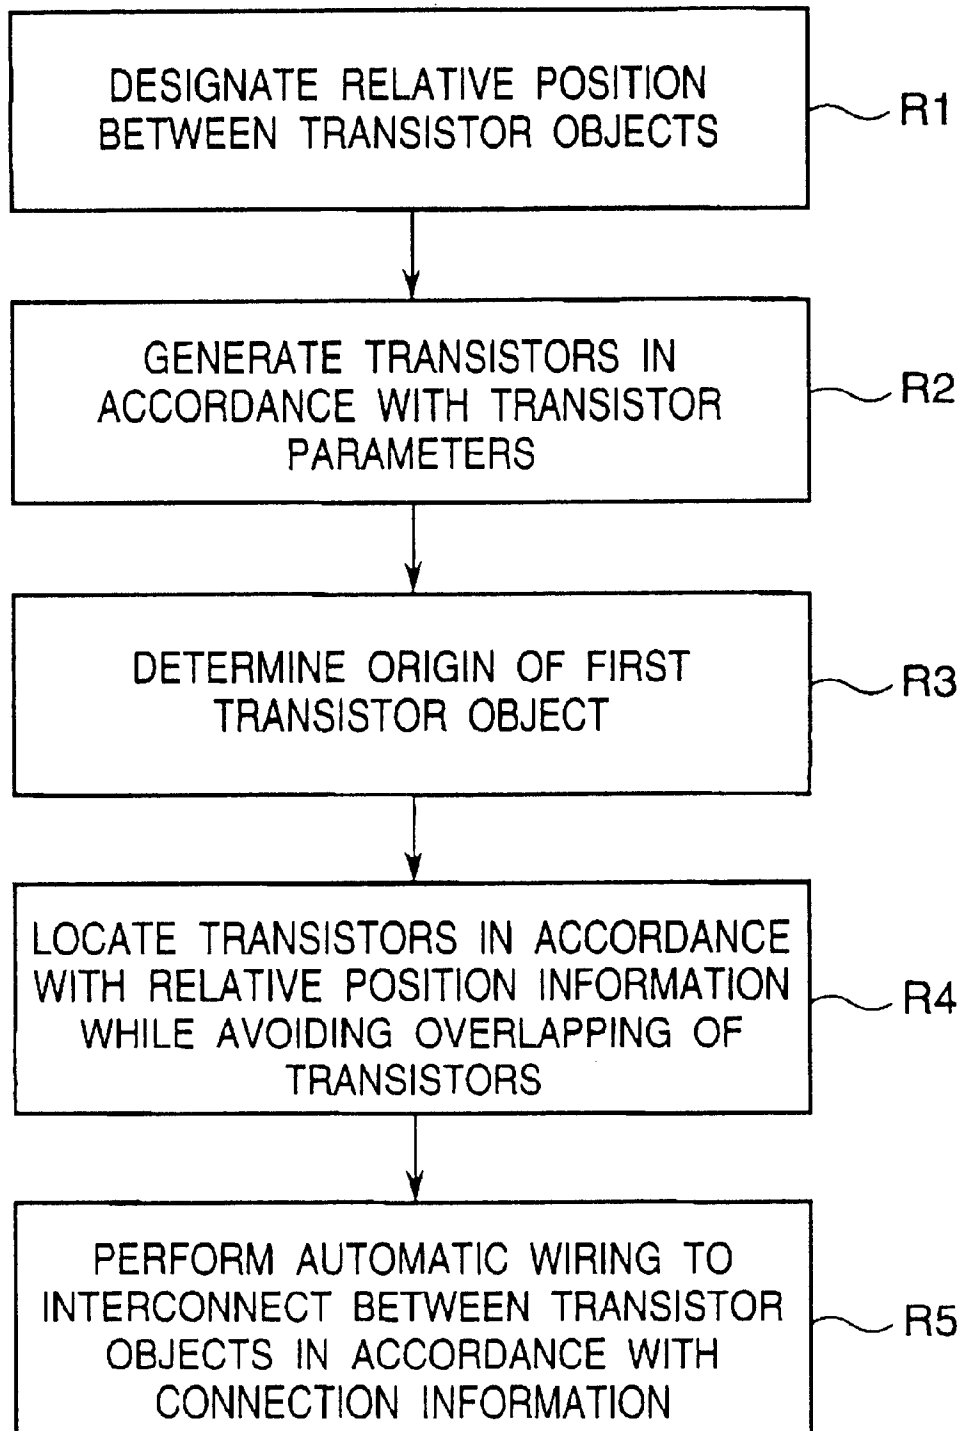 DESIGNATE RELATIVE POSITION
BETWEEN TRANSISTOR OBJECTS
R1
GENERATE TRANSISTORS IN
ACCORDANCE WITH TRANSISTOR
PARAMETERS
R2
DETERMINE ORIGIN OF FIRST
TRANSISTOR OBJECT
R3
LOCATE TRANSISTORS IN ACCORDANCE
WITH RELATIVE POSITION INFORMATION
WHILE AVOIDING OVERLAPPING OF
TRANSISTORS
R4
PERFORM AUTOMATIC WIRING TO
INTERCONNECT BETWEEN TRANSISTOR
OBJECTS IN ACCORDANCE WITH
CONNECTION INFORMATION
R5